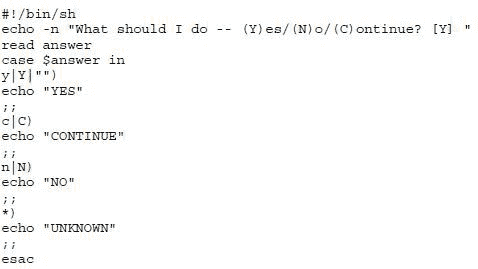 #!/bin/sh
echo -n "What should I do -- (Y)es/(N)o/(C)ontinue? [Y] "
read answer
case $answer in
y|Y|"")
echo "YES"
;;
c|C)
echo "CONTINUE"
;;
n|N)
echo "NO"
;;
*)
echo "UNKNOWN"
;;
esac